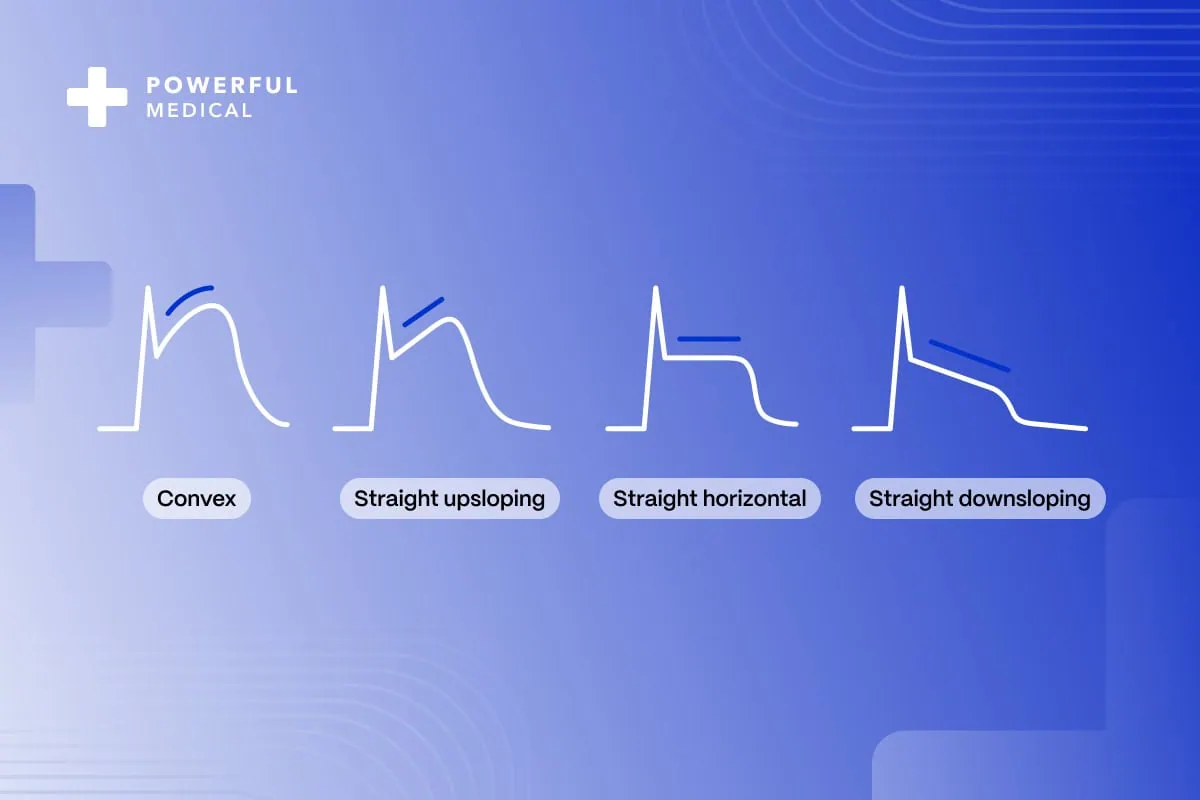 POWERFUL
MEDICAL
Convex
Straight upsloping
Straight horizontal
Straight downsloping